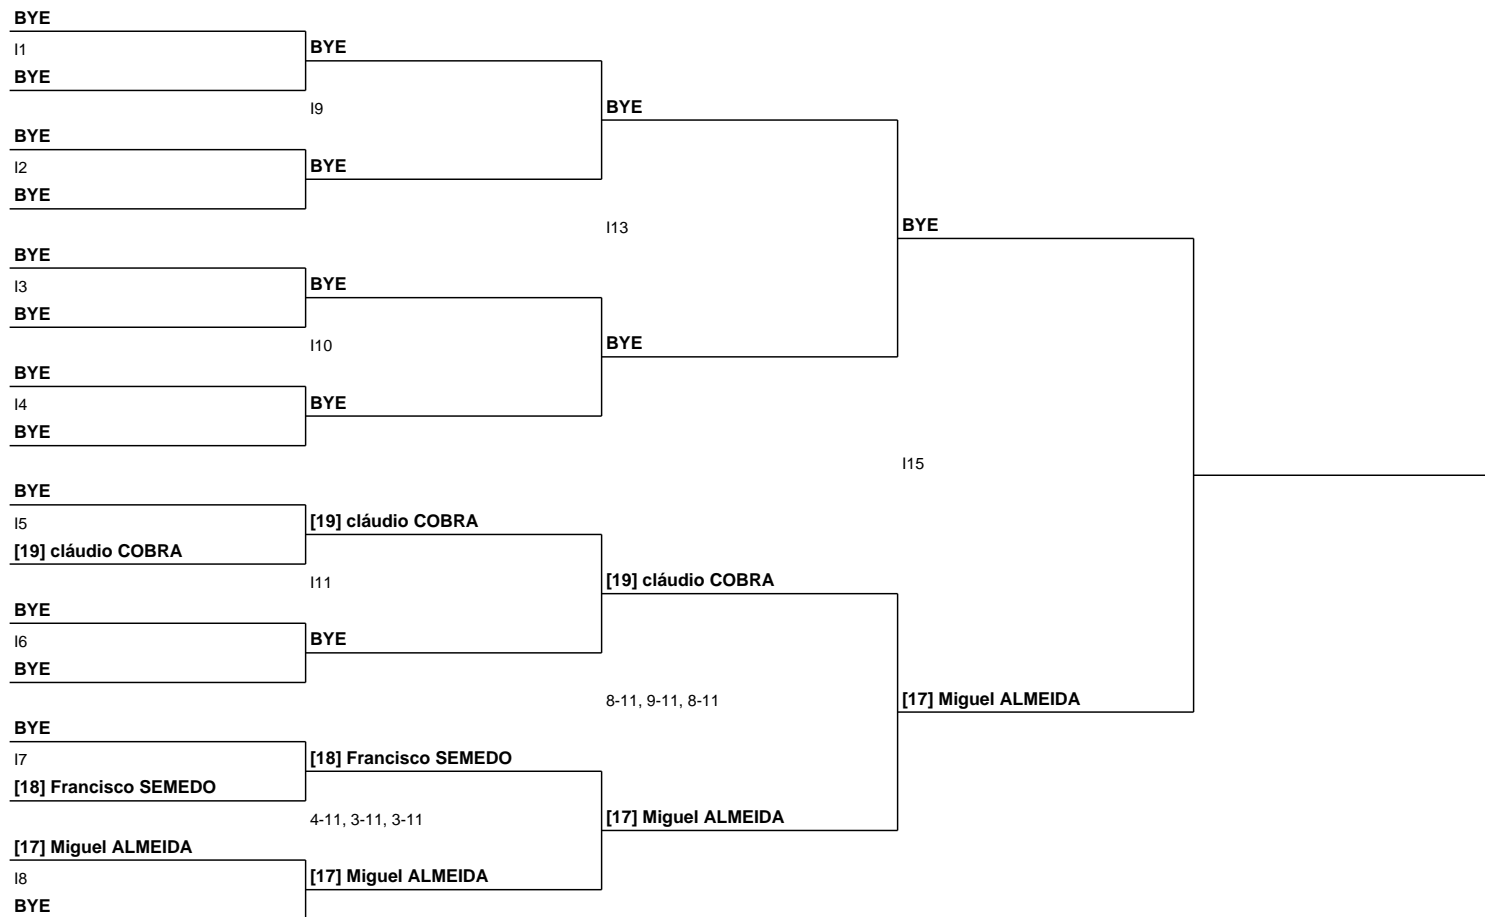 BYE
I1
BYE
BYE
I9
BYE
BYE
I2
BYE
BYE
I13
BYE
BYE
I3
BYE
BYE
I10
BYE
BYE
I4
BYE
BYE
I15
BYE
I5
[19] cláudio COBRA
[19] cláudio COBRA
I11
[19] cláudio COBRA
BYE
I6
BYE
BYE
8-11, 9-11, 8-11
[17] Miguel ALMEIDA
BYE
I7
[18] Francisco SEMEDO
[18] Francisco SEMEDO
4-11, 3-11, 3-11
[17] Miguel ALMEIDA
[17] Miguel ALMEIDA
I8
[17] Miguel ALMEIDA
BYE